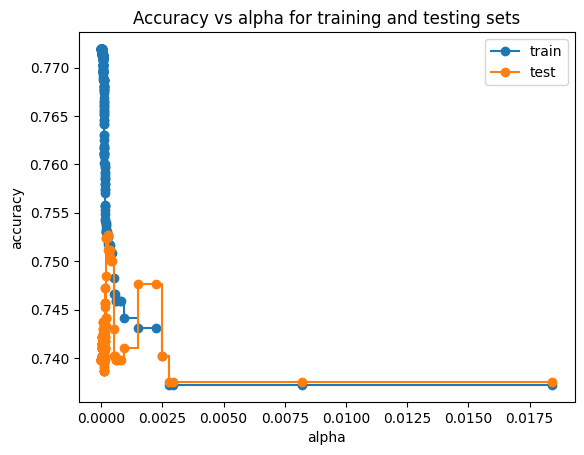 Accuracy vs alpha for training and testing sets
train
test
accuracy
0.770
0.765
0.760
0.755
0.750
0.745
0.740
0.0000 0.0025 0.0050 0.0075 0.0100 0.0125 0.0150 0.0175
alpha